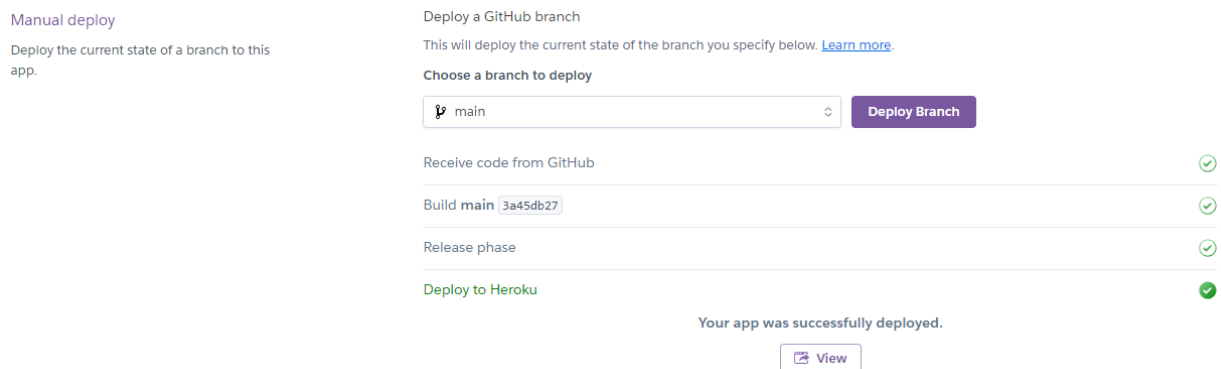 Manual deploy
Deploy the current state of a branch to this
app.
Deploy a GitHub branch
This will deploy the current state of the branch you specify below. Learn more.
Choose a branch to deploy
main
Deploy Branch
Receive code from GitHub
Build main 3a45db27
Release phase
Deploy to Heroku
Your app was successfully deployed.
View